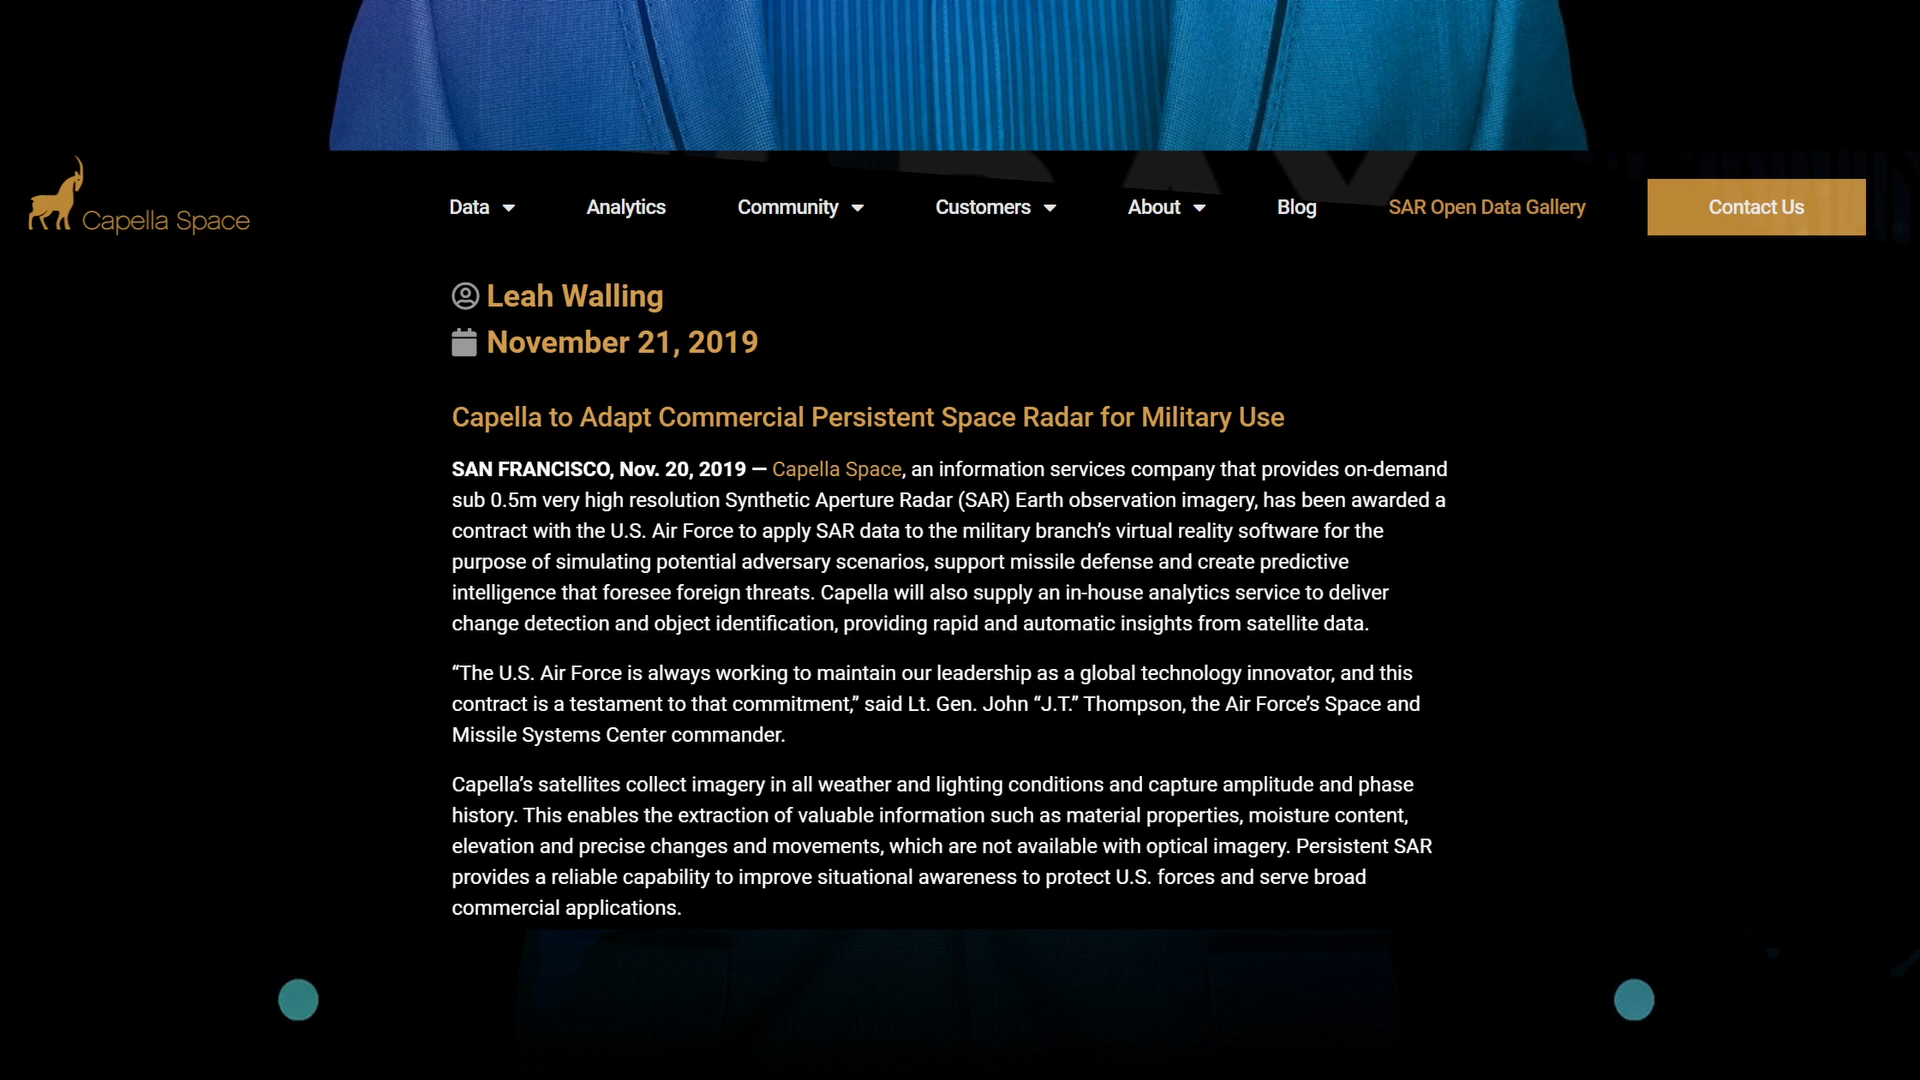 Capella Space
Data
Analytics
Community
Customers
About
Blog
SAR Open Data Gallery
Contact Us
Leah Walling
November 21, 2019
Capella to Adapt Commercial Persistent Space Radar for Military Use
SAN FRANCISCO, Nov. 20, 2019 — Capella Space, an information services company that provides on-demand
sub 0.5m very high resolution Synthetic Aperture Radar (SAR) Earth observation imagery, has been awarded a
contract with the U.S. Air Force to apply SAR data to the military branch’s virtual reality software for the
purpose of simulating potential adversary scenarios, support missile defense and create predictive
intelligence that foresee foreign threats. Capella will also supply an in-house analytics service to deliver
change detection and object identification, providing rapid and automatic insights from satellite data.
“The U.S. Air Force is always working to maintain our leadership as a global technology innovator, and this
contract is a testament to that commitment,” said Lt. Gen. John “J.T.” Thompson, the Air Force’s Space and
Missile Systems Center commander.
Capella’s satellites collect imagery in all weather and lighting conditions and capture amplitude and phase
history. This enables the extraction of valuable information such as material properties, moisture content,
elevation and precise changes and movements, which are not available with optical imagery. Persistent SAR
provides a reliable capability to improve situational awareness to protect U.S. forces and serve broad
commercial applications.